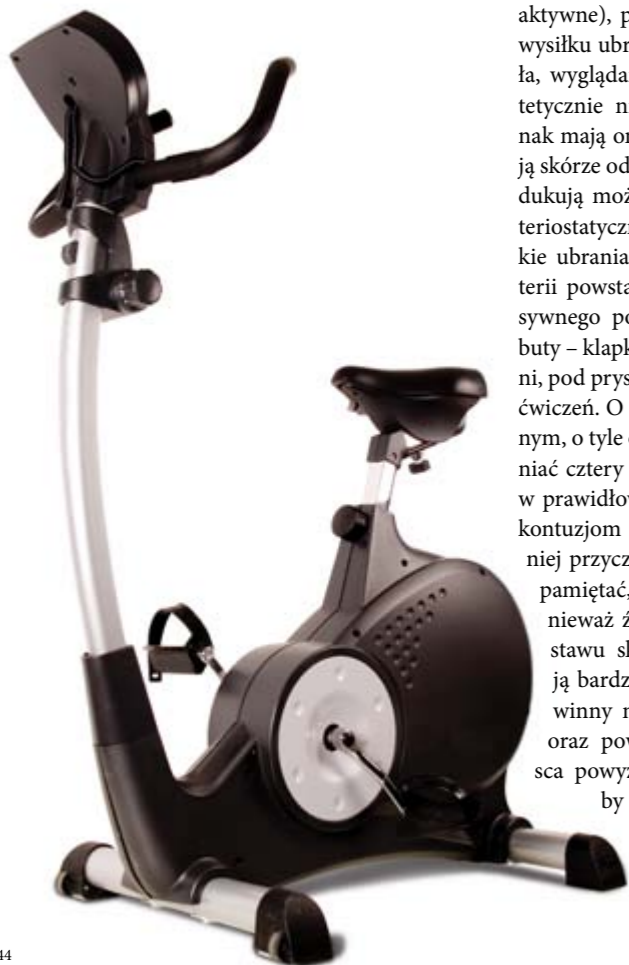 aktywne), p
wysiłku ubr
ła, wygląda
tetycznie n
nak mają or
ją skórze od
dukują moż
teriostatyczn
kie ubrania
terii powsta
sywnego po
buty – klapk
ni, pod prys
ćwiczeń. O
nym, o tyle
niać cztery
w prawidłow
kontuzjom
niej przycz
pamiętać,
nieważ ź
stawu sk
ją bardz
winny n
oraz pow
sca powyż
by
44